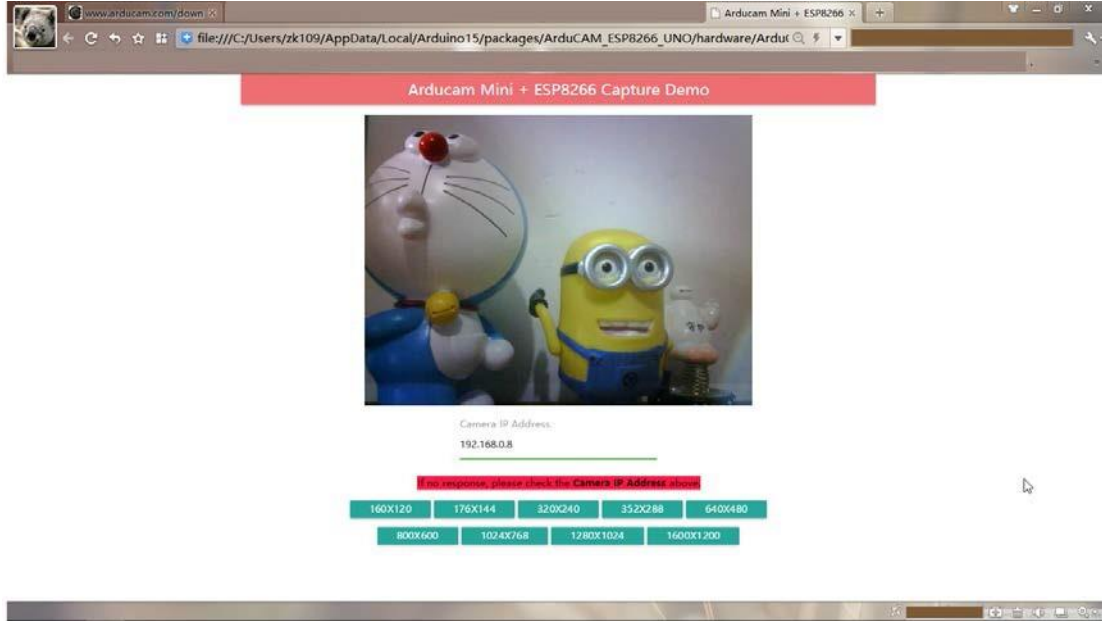 www.arducam.com/down
Arducam Mini + ESP8266
file:///C:/Users/zk109/AppData/Local/Arduino15/packages/ArduCAM_ESP8266_UNO/hardware/Ardu
Arducam Mini + ESP8266 Capture Demo
Camera IP Address:
192.168.0.8
If no response, please check the Camera IP Address above.
160X120 176X144 320X240 352X288 640X480
800X600 1024X768 1280X1024 1600X1200